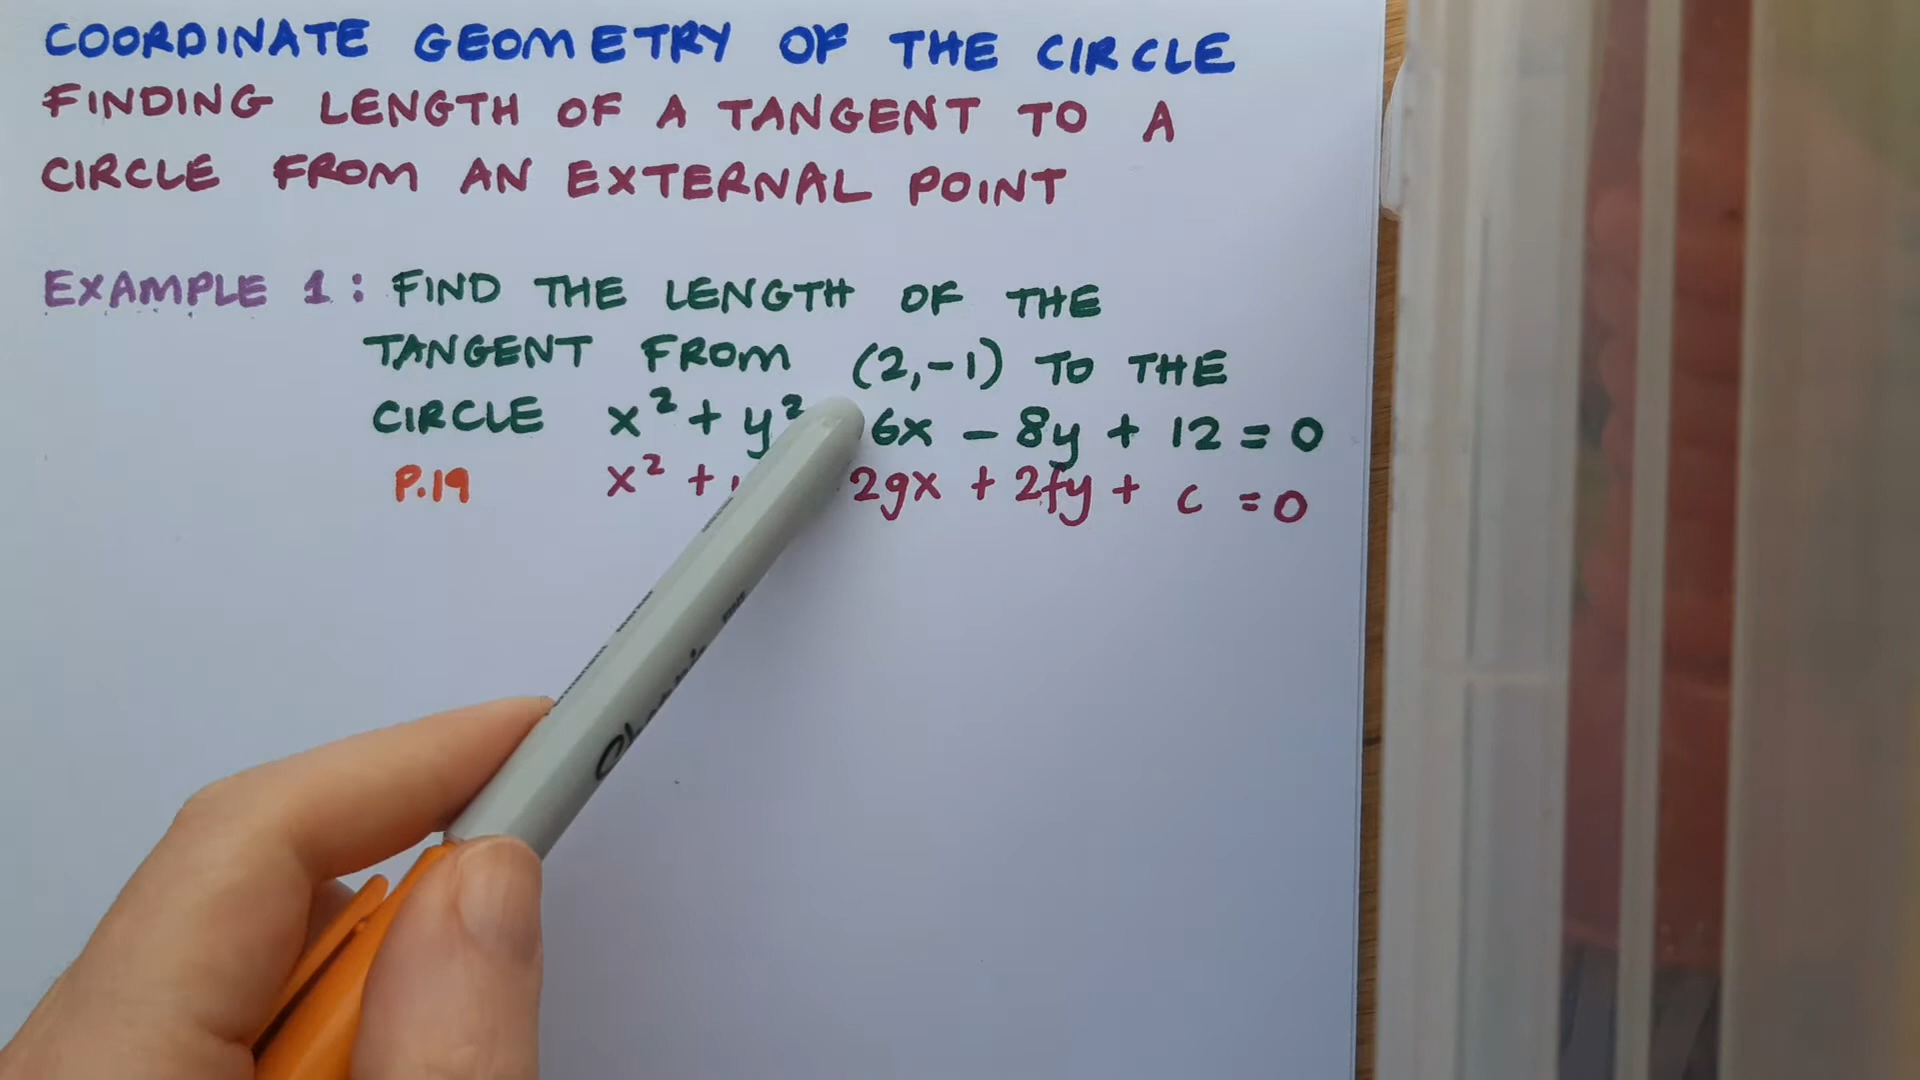 COORDINATE GEOMETRY OF THE CIRCLE
FINDING LENGTH OF A TANGENT TO A
CIRCLE FROM AN EXTERNAL POINT
EXAMPLE 1: FIND THE LENGTH OF THE
TANGENT FROM (2,-1) TO THE
CIRCLE x² + y² 6x - 8y + 12 = 0
P.19 x² + 2gx + 2fy + c = 0